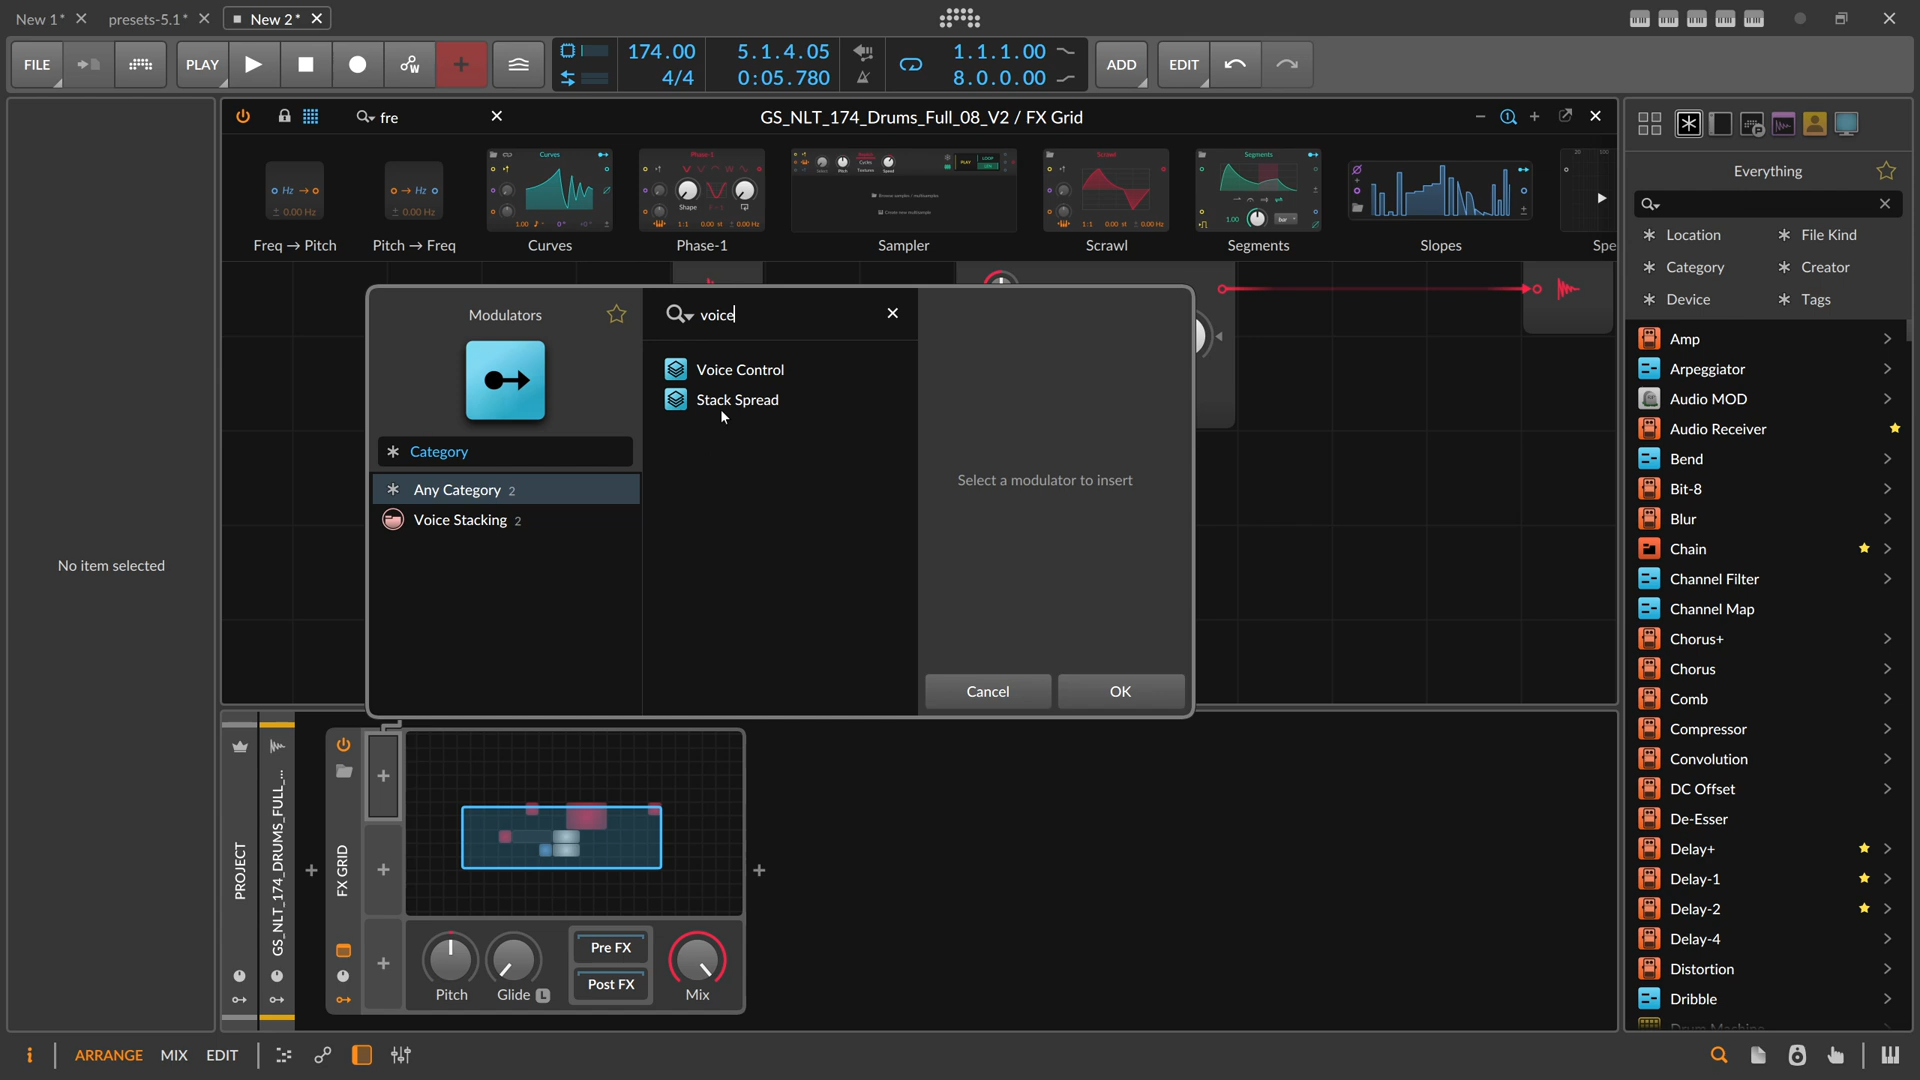 New 1* presets-5.1* New 2*
FILE PLAY 174.00 5.1.4.05 1.1.1.00 ADD EDIT
4/4 0:05.780 8.0.0.00
fre GS_NLT_174_Drums_Full_08_V2 / FX Grid
Freq → Pitch Pitch → Freq Curves Phase-1 Sampler Scrawl Segments Slopes Spe
Modulators
voice
Category
Any Category 2
Voice Stacking 2
Voice Control
Stack Spread
Select a modulator to insert
Cancel OK
No item selected
Everything
Location File Kind
Category Creator
Device Tags
Amp
Arpeggiator
Audio MOD
Audio Receiver
Bend
Bit-8
Blur
Chain
Channel Filter
Channel Map
Chorus+
Chorus
Comb
Compressor
Convolution
DC Offset
De-Esser
Delay+
Delay-1
Delay-2
Delay-4
Distortion
Dribble
Drum Machine
PROJECT
GS_NLT_174_DRUMS_FULL_...
FX GRID
Pitch Glide L Pre FX
Post FX
Mix
i ARRANGE MIX EDIT